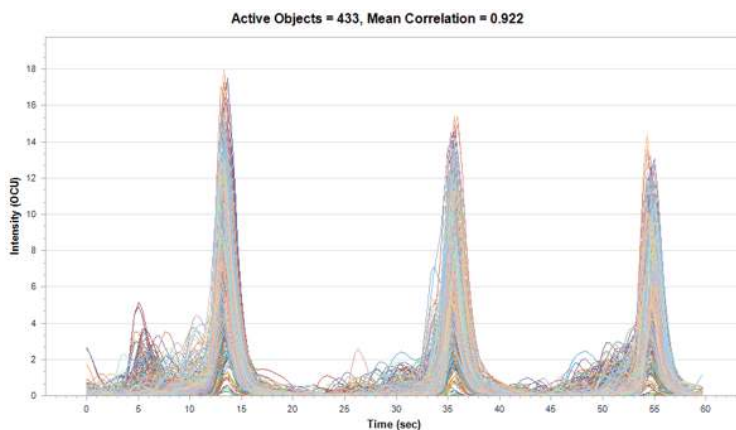 Active Objects = 433, Mean Correlation = 0.922
Intensity (OCU)
18
16
14
12
10
8
6
4
2
0
0 5 10 15 20 25 30 35 40 45 50 55 60
Time (sec)